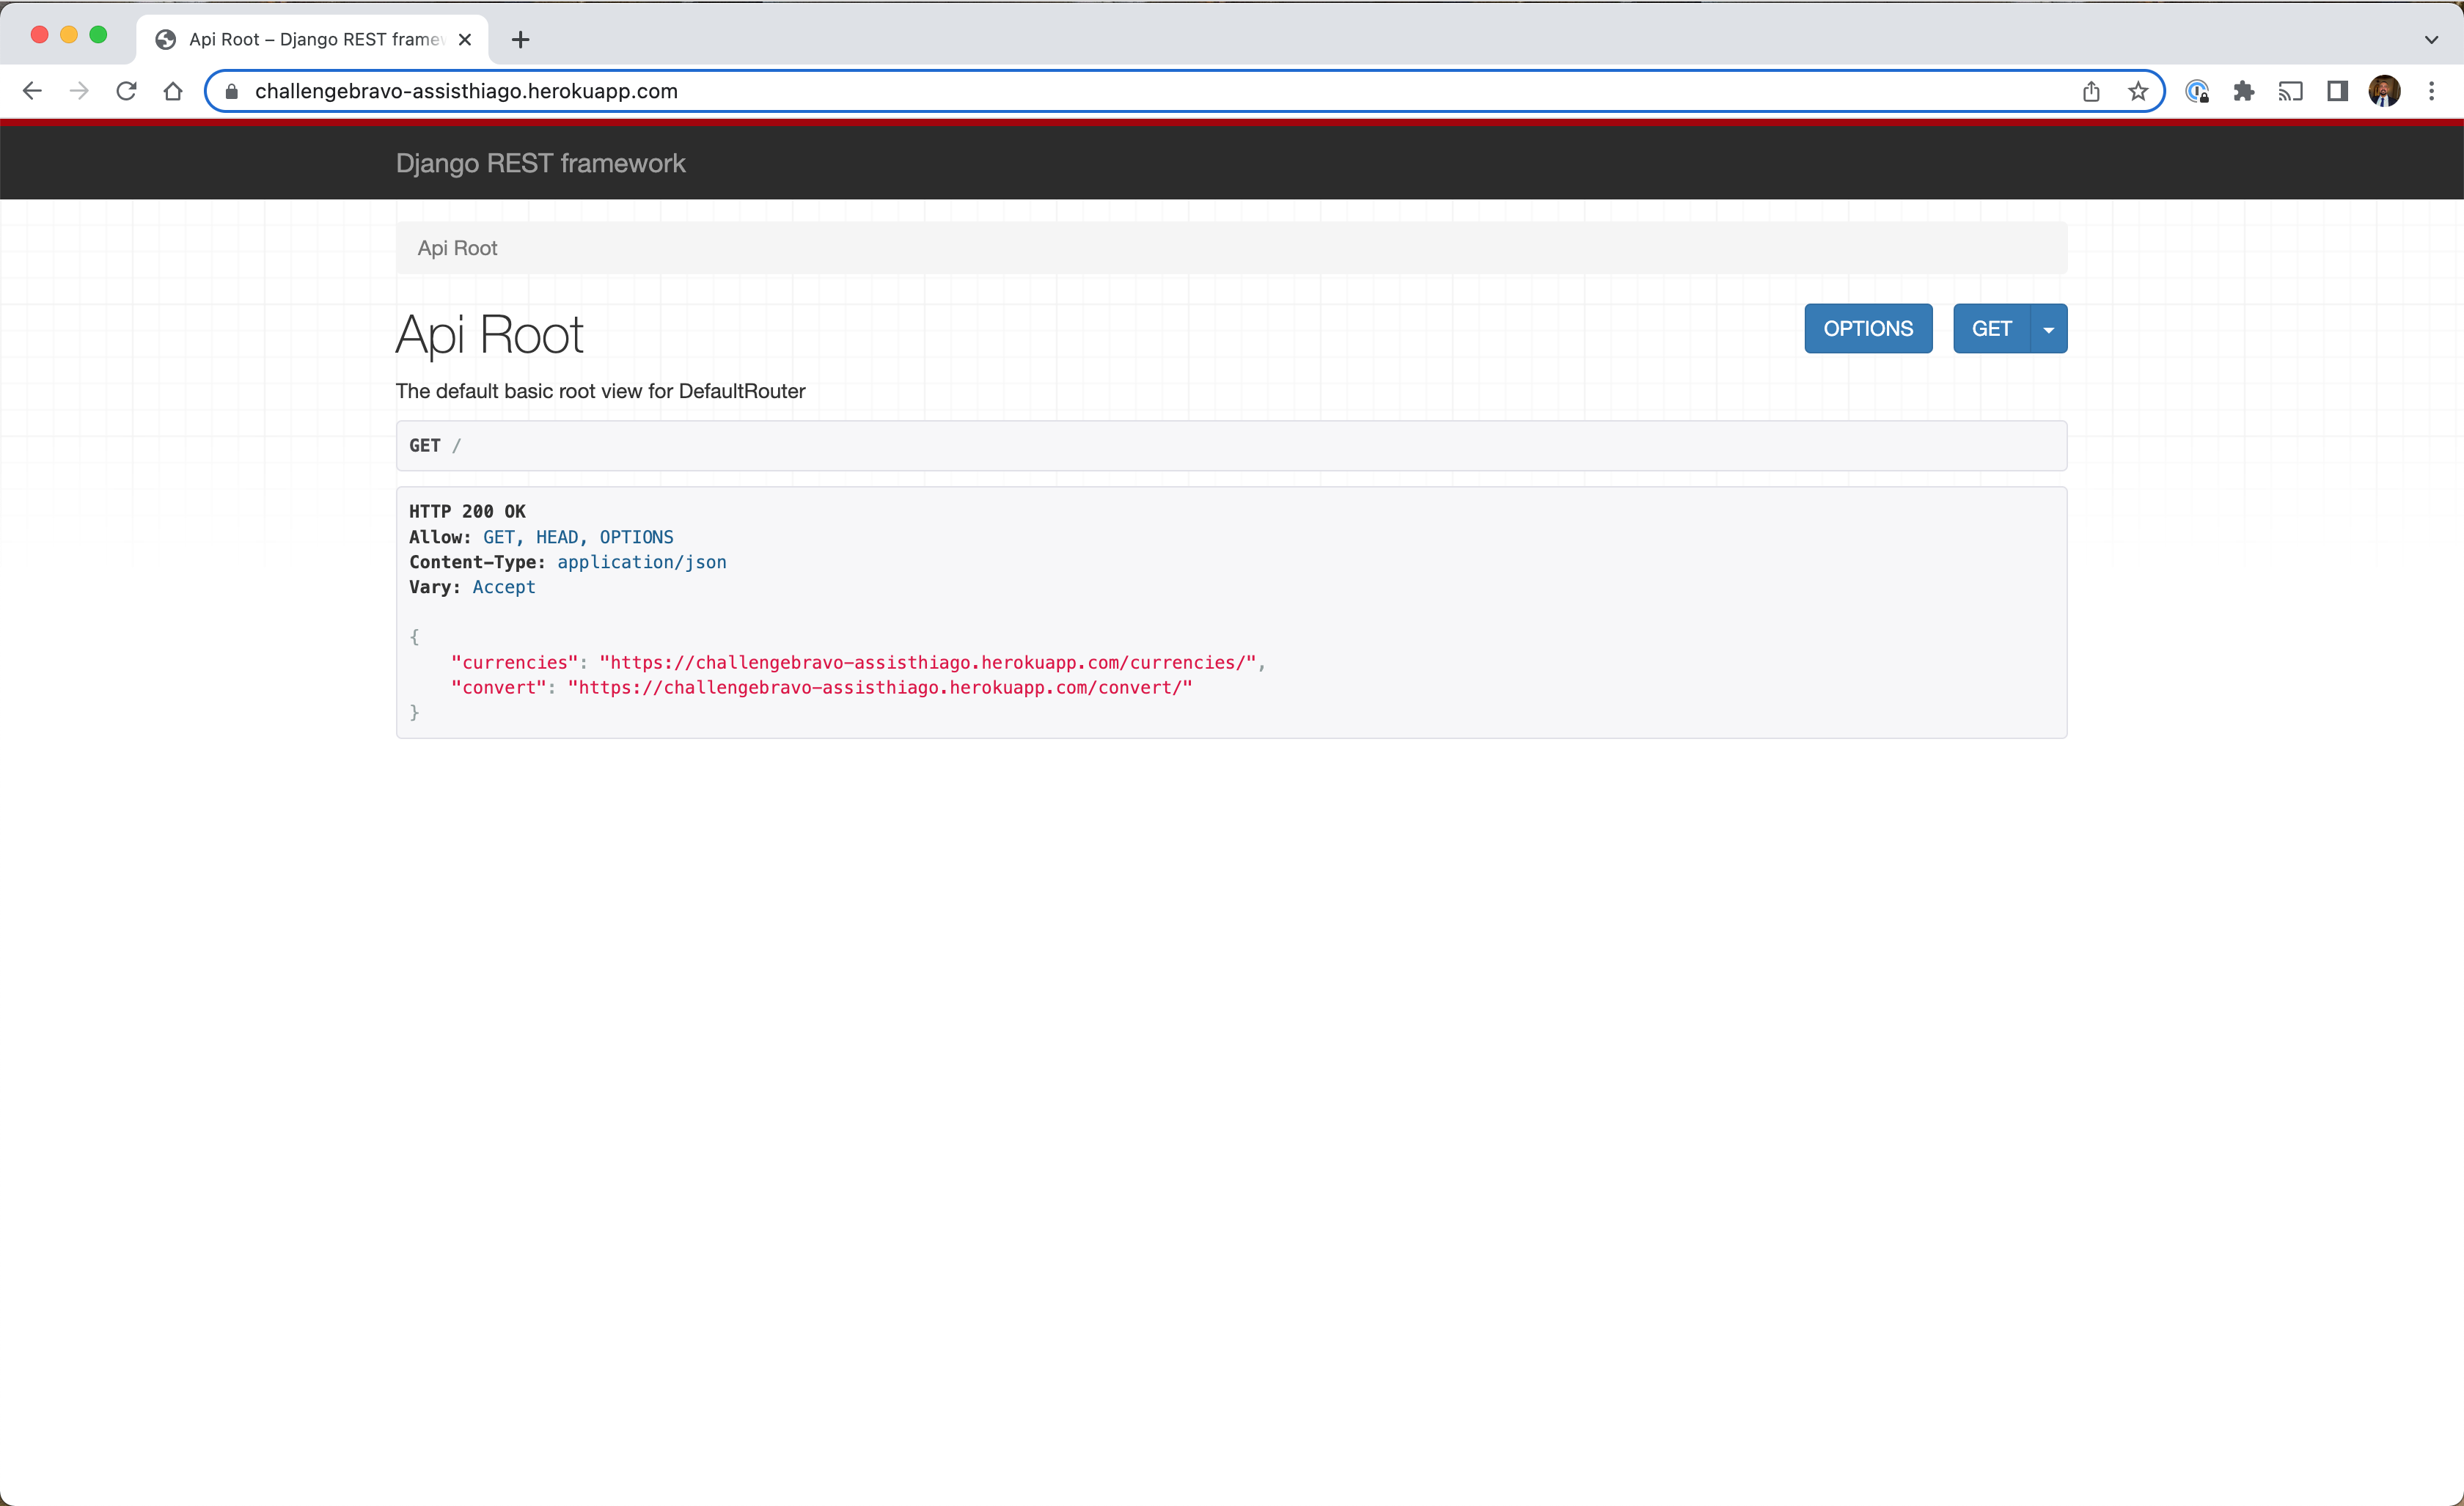 Api Root – Django REST framew
challengebravo-assisthiago.herokuapp.com
Django REST framework
Api Root
Api Root
OPTIONS
GET
The default basic root view for DefaultRouter
GET /
HTTP 200 OK
Allow: GET, HEAD, OPTIONS
Content-Type: application/json
Vary: Accept
{
"currencies": "https://challengebravo-assisthiago.herokuapp.com/currencies/",
"convert": "https://challengebravo-assisthiago.herokuapp.com/convert/"
}